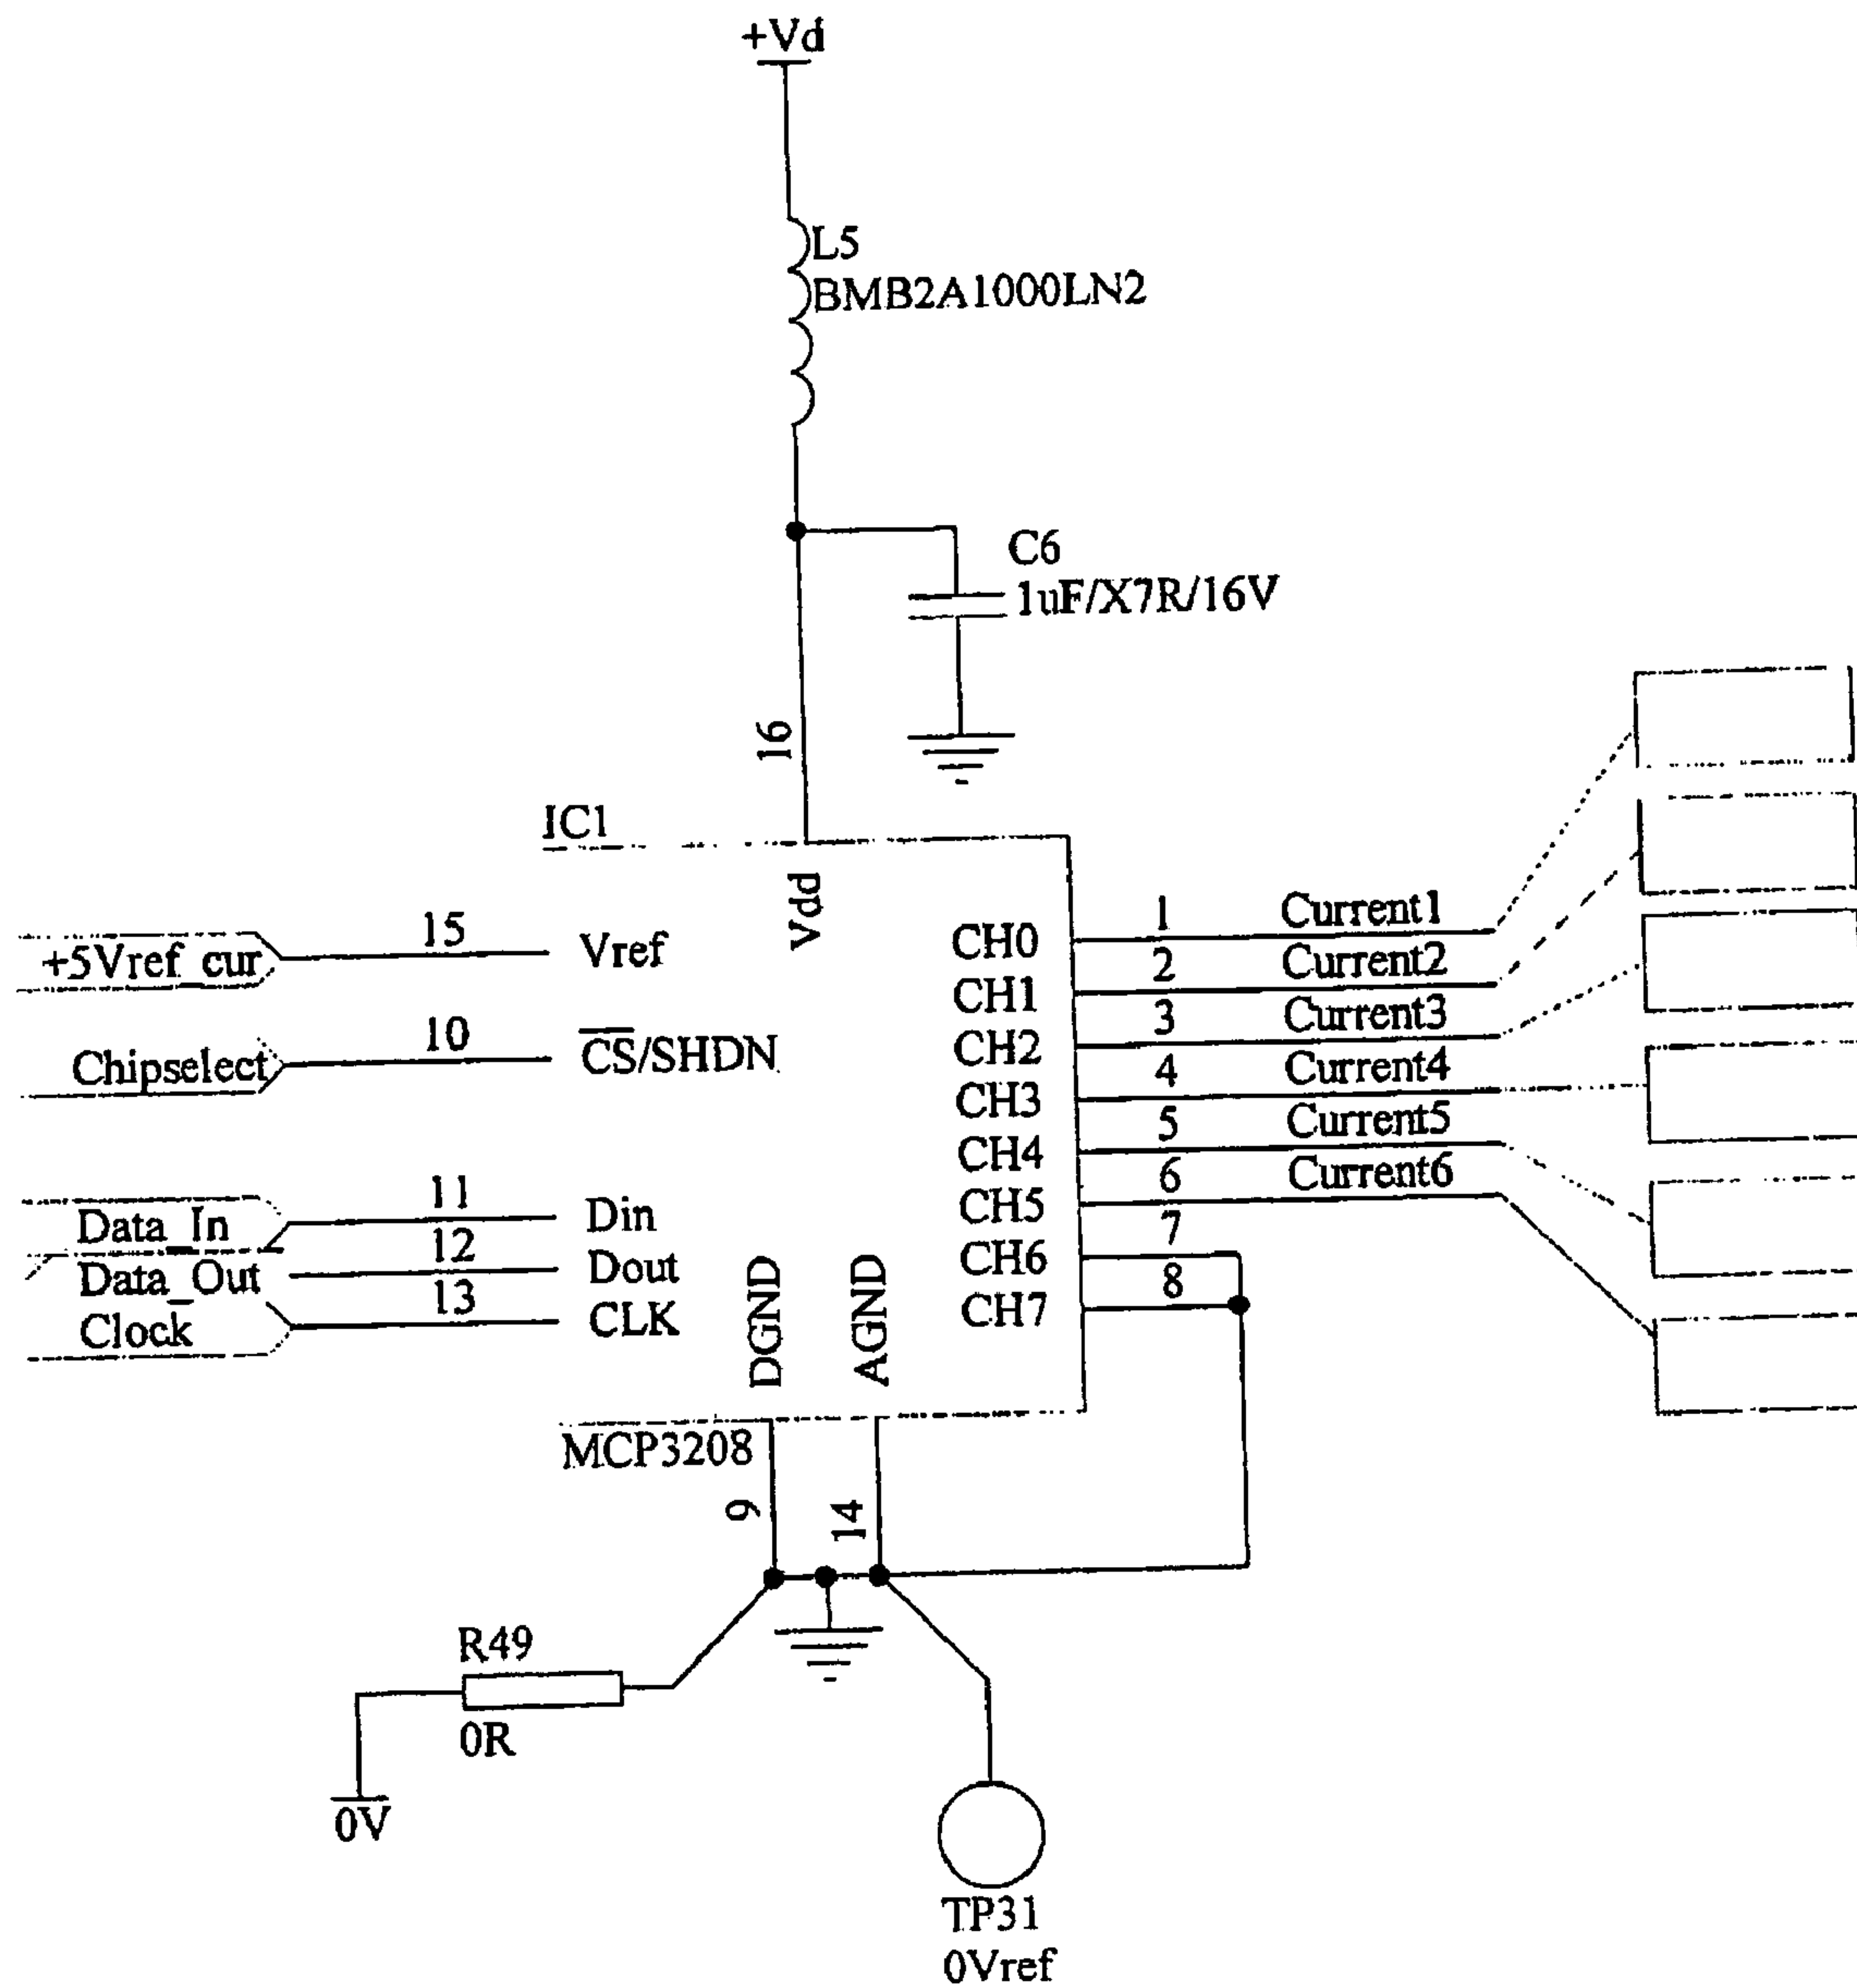 +Vd
L5
BMB2A1000LN2
C6
1uF/X7R/16V
16
IC1
Vdd
+5Vref_cur
15
Vref
Chipselect
10
CS/SHDN
Data_In
11
Din
Data_Out
12
Dout
Clock
13
CLK
CH0
1
Current1
CH1
2
Current2
CH2
3
Current3
CH3
4
Current4
CH4
5
Current5
CH5
6
Current6
CH6
7
CH7
8
DGND
AGND
MCP3208
9
14
R49
0R
0V
TP31
0Vref